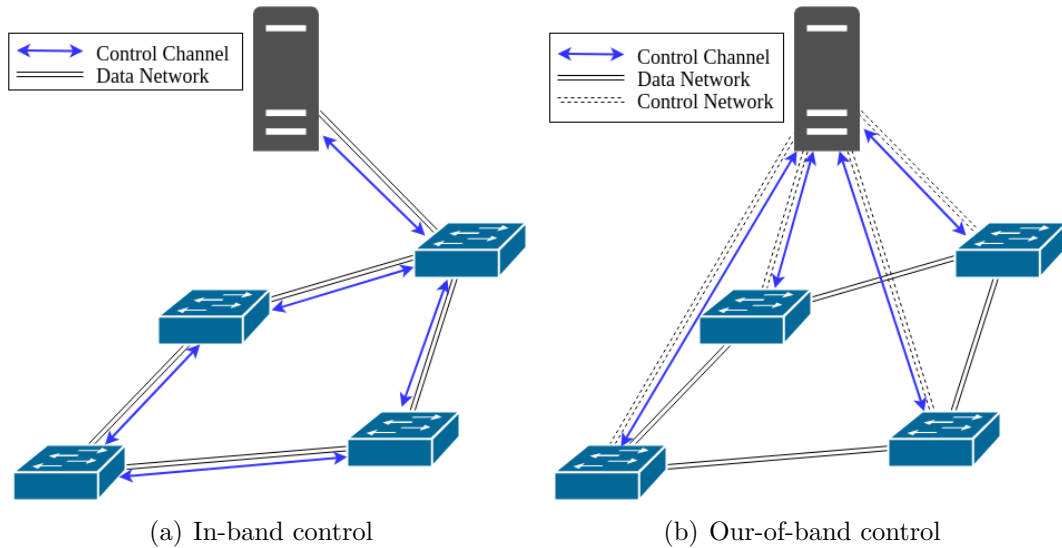 Control Channel
Data Network
Control Channel
Data Network
Control Network
(a) In-band control
(b) Our-of-band control